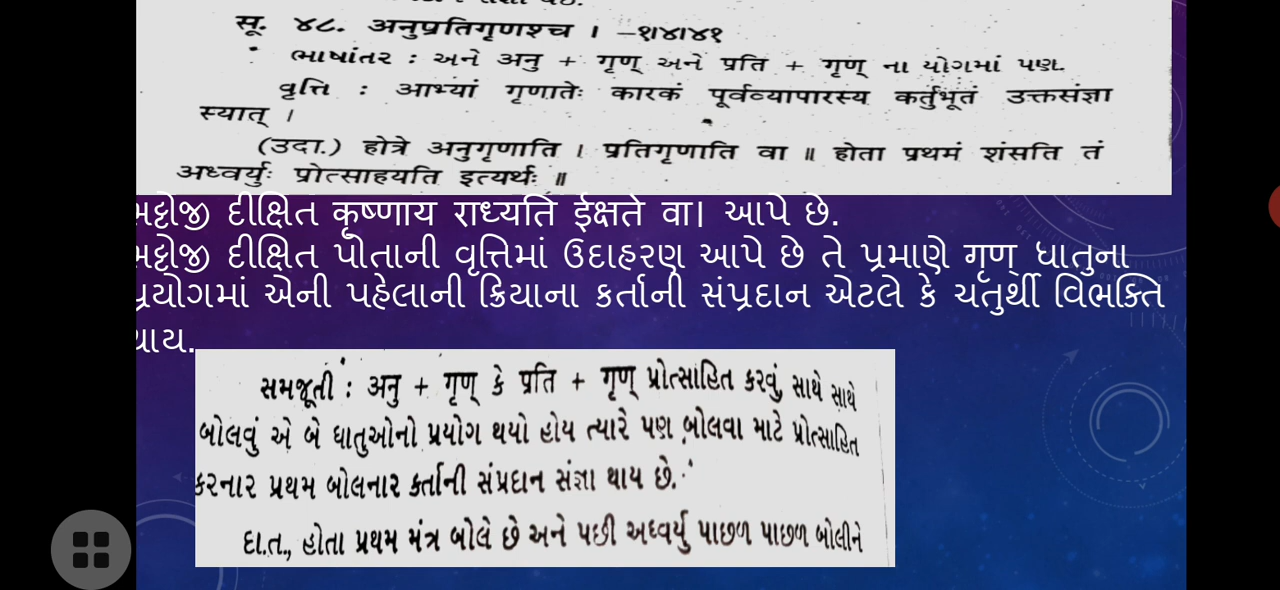 सू. ४८. अनुप्रतिगृणश्च । –१।४।४१
ભાષાંતર : અને अनु + गृण् અને प्रति + गृण् ના યોગમાં પણ.
वृत्ति : आभ्यां गृणातेः कारकं पूर्वव्यापारस्य कर्तुभूतं उक्तसंज्ञा
स्यात् ।
(उदा.) होत्रे अनुगृणाति । प्रतिगृणाति वा ॥ होता प्रथमं शंसति तं
अध्वर्युः प्रोत्साहयति इत्यर्थः ॥
ભટ્ટોજી દીક્ષિત कृष्णाय राध्यति ईक्षते वा। આપે છે.
ભટ્ટોજી દીક્ષિત પોતાની વૃત્તિમાં ઉદાહરણ આપે છે તે પ્રમાણે गृण् ધાતુના
પ્રયોગમાં એની પહેલાની ક્રિયાના કર્તાની સંપ્રદાન એટલે કે ચતુર્થી વિભક્તિ
થાય.
સમજૂતી : अनु + गृण् કે प्रति + गृण् પ્રોત્સાહિત કરવું, સાથે સાથે
બોલવું એ બે ધાતુઓનો પ્રયોગ થયો હોય ત્યારે પણ બોલવા માટે પ્રોત્સાહિત
કરનાર પ્રથમ બોલનાર કર્તાની સંપ્રદાન સંજ્ઞા થાય છે.
દા.ત., હોતા પ્રથમ મંત્ર બોલે છે અને પછી અધ્વર્યુ પાછળ પાછળ બોલીને